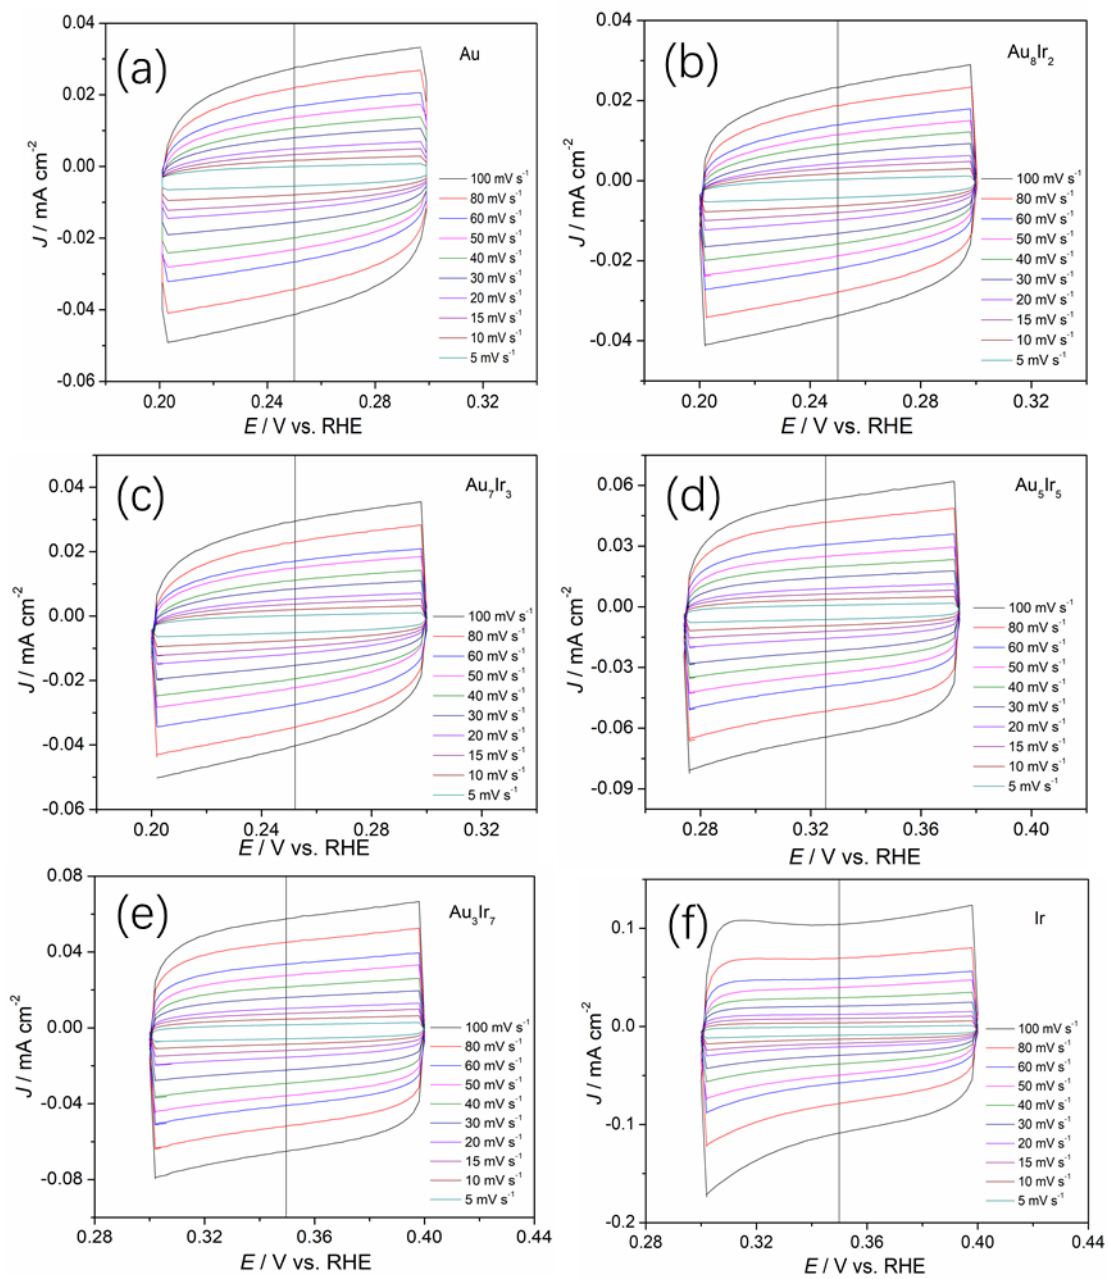 (a)
Au
0.04
0.02
0.00
-0.02
-0.04
-0.06
J / mA cm⁻²
100 mV s⁻¹
80 mV s⁻¹
60 mV s⁻¹
50 mV s⁻¹
40 mV s⁻¹
30 mV s⁻¹
20 mV s⁻¹
15 mV s⁻¹
10 mV s⁻¹
5 mV s⁻¹
0.20 0.24 0.28 0.32
E / V vs. RHE
(b)
Au₈Ir₂
0.04
0.02
0.00
-0.02
-0.04
J / mA cm⁻²
100 mV s⁻¹
80 mV s⁻¹
60 mV s⁻¹
50 mV s⁻¹
40 mV s⁻¹
30 mV s⁻¹
20 mV s⁻¹
15 mV s⁻¹
10 mV s⁻¹
5 mV s⁻¹
0.20 0.24 0.28 0.32
E / V vs. RHE
(c)
Au₇Ir₃
0.04
0.02
0.00
-0.02
-0.04
-0.06
J / mA cm⁻²
100 mV s⁻¹
80 mV s⁻¹
60 mV s⁻¹
50 mV s⁻¹
40 mV s⁻¹
30 mV s⁻¹
20 mV s⁻¹
15 mV s⁻¹
10 mV s⁻¹
5 mV s⁻¹
0.20 0.24 0.28 0.32
E / V vs. RHE
(d)
Au₅Ir₅
0.06
0.03
0.00
-0.03
-0.06
-0.09
J / mA cm⁻²
100 mV s⁻¹
80 mV s⁻¹
60 mV s⁻¹
50 mV s⁻¹
40 mV s⁻¹
30 mV s⁻¹
20 mV s⁻¹
15 mV s⁻¹
10 mV s⁻¹
5 mV s⁻¹
0.28 0.32 0.36 0.40
E / V vs. RHE
(e)
Au₃Ir₇
0.08
0.04
0.00
-0.04
-0.08
J / mA cm⁻²
100 mV s⁻¹
80 mV s⁻¹
60 mV s⁻¹
50 mV s⁻¹
40 mV s⁻¹
30 mV s⁻¹
20 mV s⁻¹
15 mV s⁻¹
10 mV s⁻¹
5 mV s⁻¹
0.28 0.32 0.36 0.40 0.44
E / V vs. RHE
(f)
Ir
0.1
0.0
-0.1
-0.2
J / mA cm⁻²
100 mV s⁻¹
80 mV s⁻¹
60 mV s⁻¹
50 mV s⁻¹
40 mV s⁻¹
30 mV s⁻¹
20 mV s⁻¹
15 mV s⁻¹
10 mV s⁻¹
5 mV s⁻¹
0.28 0.32 0.36 0.40 0.44
E / V vs. RHE